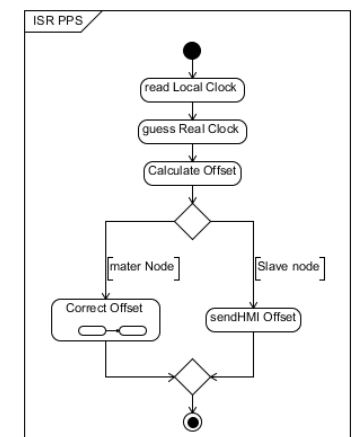 ISR PPS
read Local Clock
guess Real Clock
Calculate Offset
[mater Node]
[Slave node]
Correct Offset
sendHMI Offset